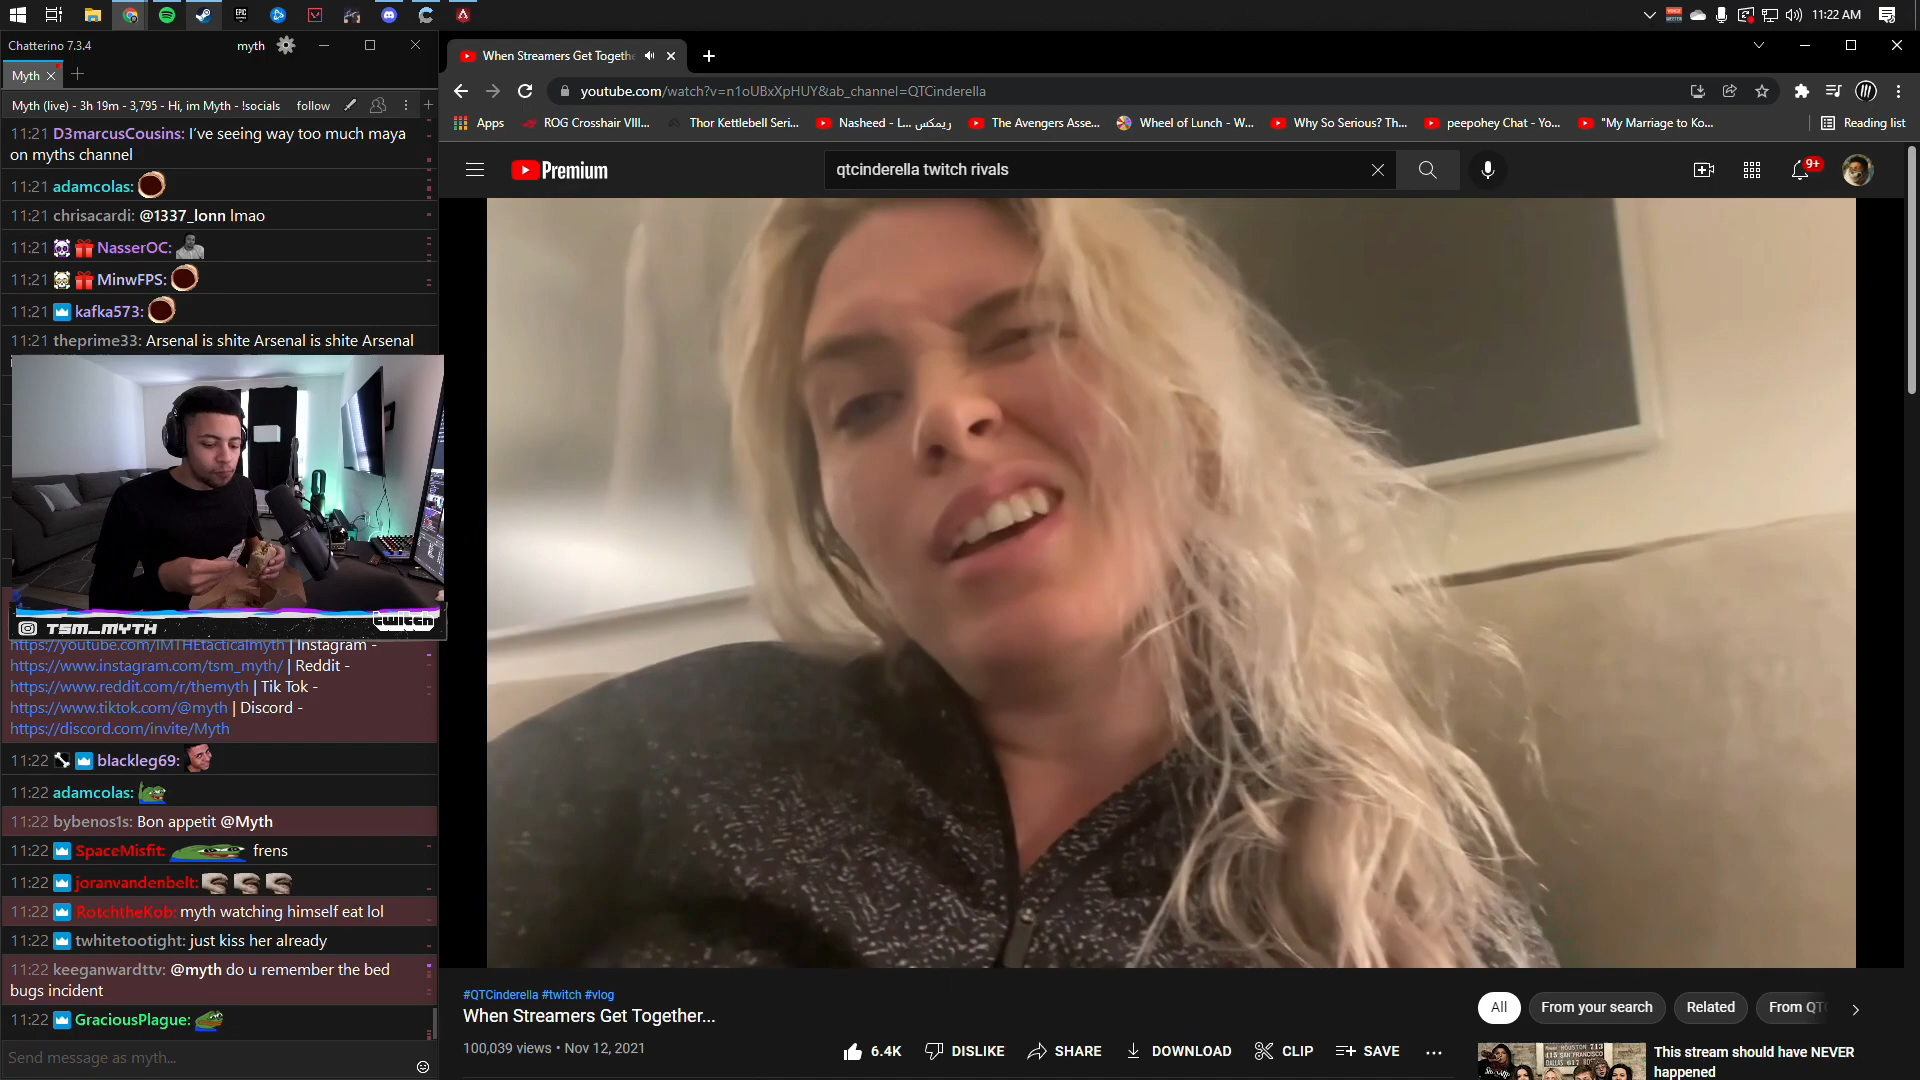 11:22 AM
Chatterino 7.3.4
myth
When Streamers Get Togeth
Myth
youtube.com/watch?v=n1oUBxXpHUY&ab_channel=QTCinderella
Myth (live) - 3h 19m - 3,795 - Hi, im Myth - !socials
follow
Apps
ROG Crosshair VIII...
Thor Kettlebell Seri...
Nasheed - L... ريمكس
The Avengers Asse...
Wheel of Lunch - W...
Why So Serious? Th...
peepohey Chat - Yo...
"My Marriage to Ko...
Reading list
11:21 D3marcusCousins: I've seeing way too much maya
on myths channel
Premium
qtcinderella twitch rivals
9+
11:21 adamcolas:
11:21 chrisacardi: @1337_lonn lmao
11:21 NasserOC:
11:21 MinwFPS:
11:21 kafka573:
11:21 theprime33: Arsenal is shite Arsenal is shite Arsenal
TSM_MYTH
twitch
https://youtube.com/IMTHEtacticalmyth | Instagram -
https://www.instagram.com/tsm_myth/ | Reddit -
https://www.reddit.com/r/themyth | Tik Tok -
https://www.tiktok.com/@myth | Discord -
https://discord.com/invite/Myth
11:22 blackleg69:
11:22 adamcolas:
11:22 bybenos1s: Bon appetit @Myth
11:22 SpaceMisfit: frens
11:22 joranvandenbelt:
11:22 RotchtheKob: myth watching himself eat lol
11:22 twhitetootight: just kiss her already
11:22 keeganwardttv: @myth do u remember the bed
bugs incident
11:22 GraciousPlague:
Send message as myth...
#QTCinderella #twitch #vlog
When Streamers Get Together...
100,039 views • Nov 12, 2021
6.4K
DISLIKE
SHARE
DOWNLOAD
CLIP
SAVE
All
From your search
Related
From QT
This stream should have NEVER
happened